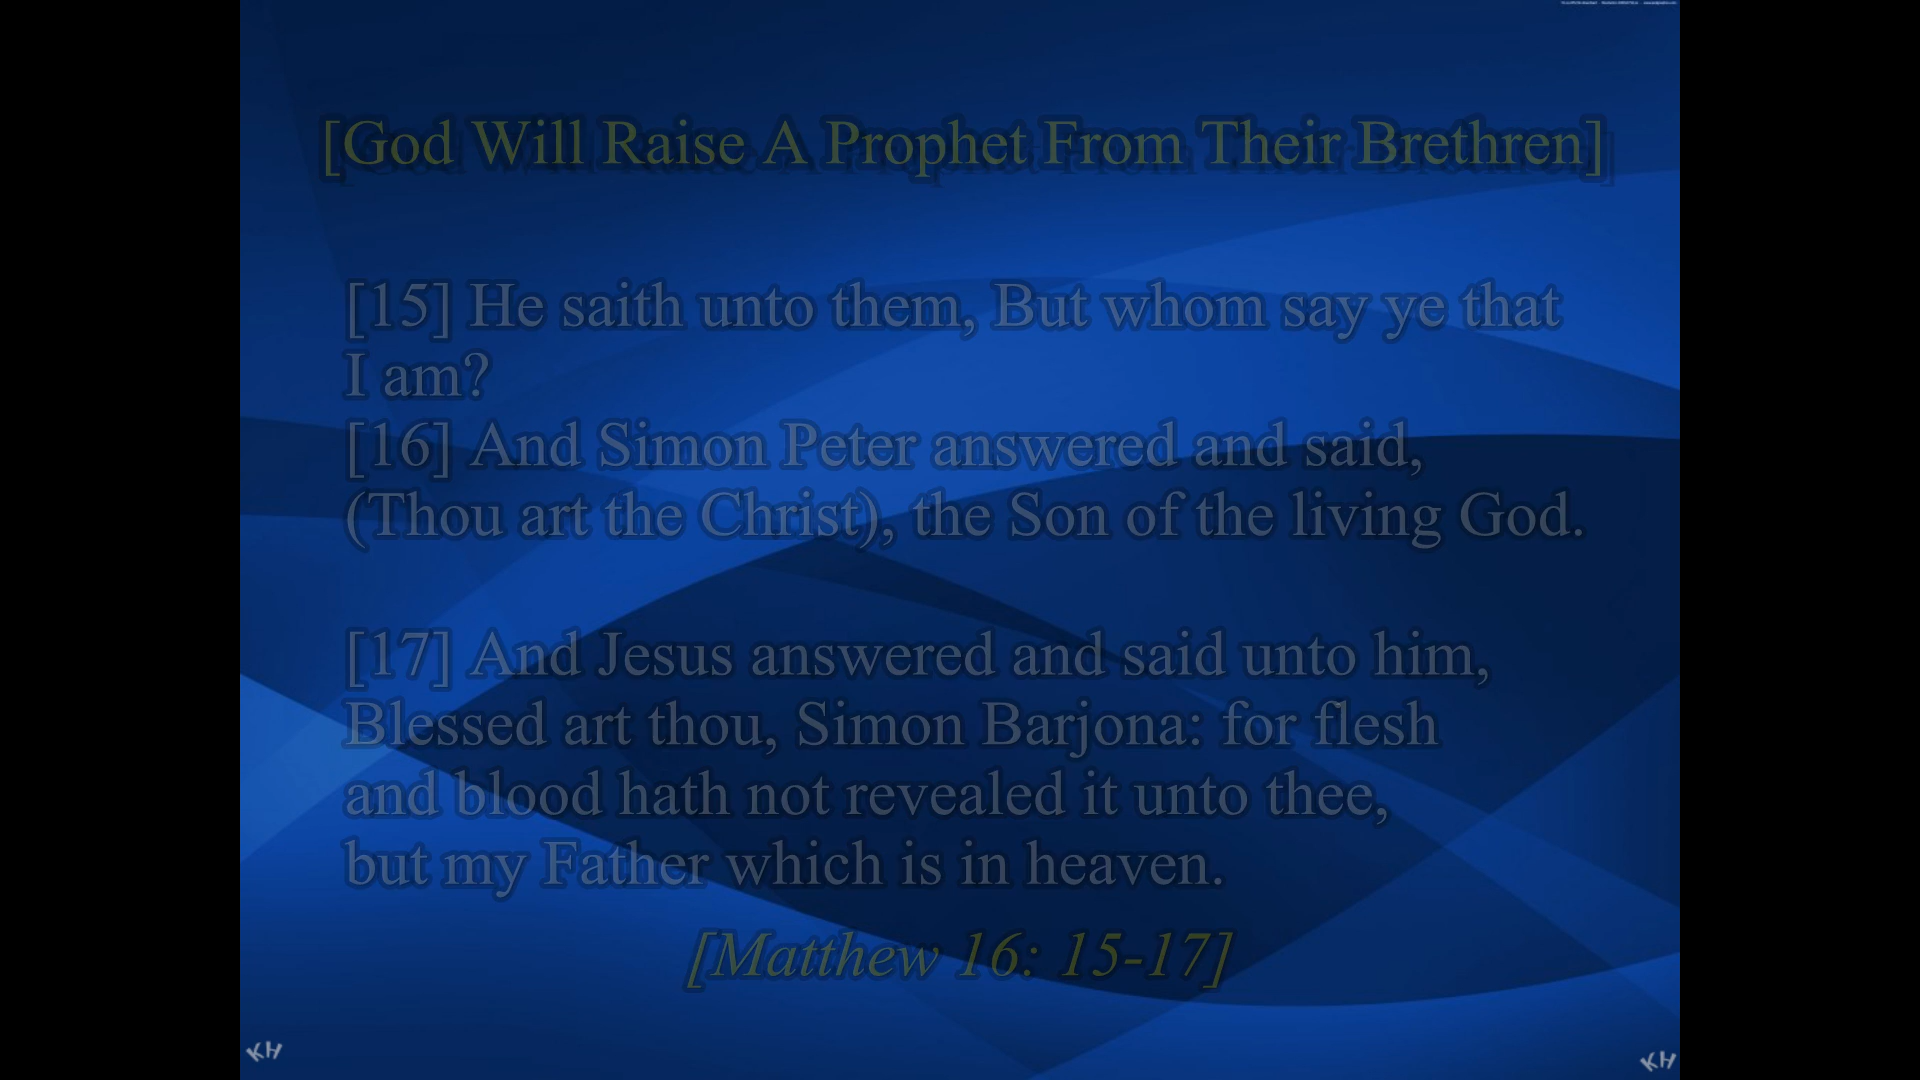 [God Will Raise A Prophet From Their Brethren]
[15] He saith unto them, But whom say ye that
I am?
[16] And Simon Peter answered and said,
(Thou art the Christ), the Son of the living God.
[17] And Jesus answered and said unto him,
Blessed art thou, Simon Barjona: for flesh
and blood hath not revealed it unto thee,
but my Father which is in heaven.
[Matthew 16: 15-17]
KH
KH